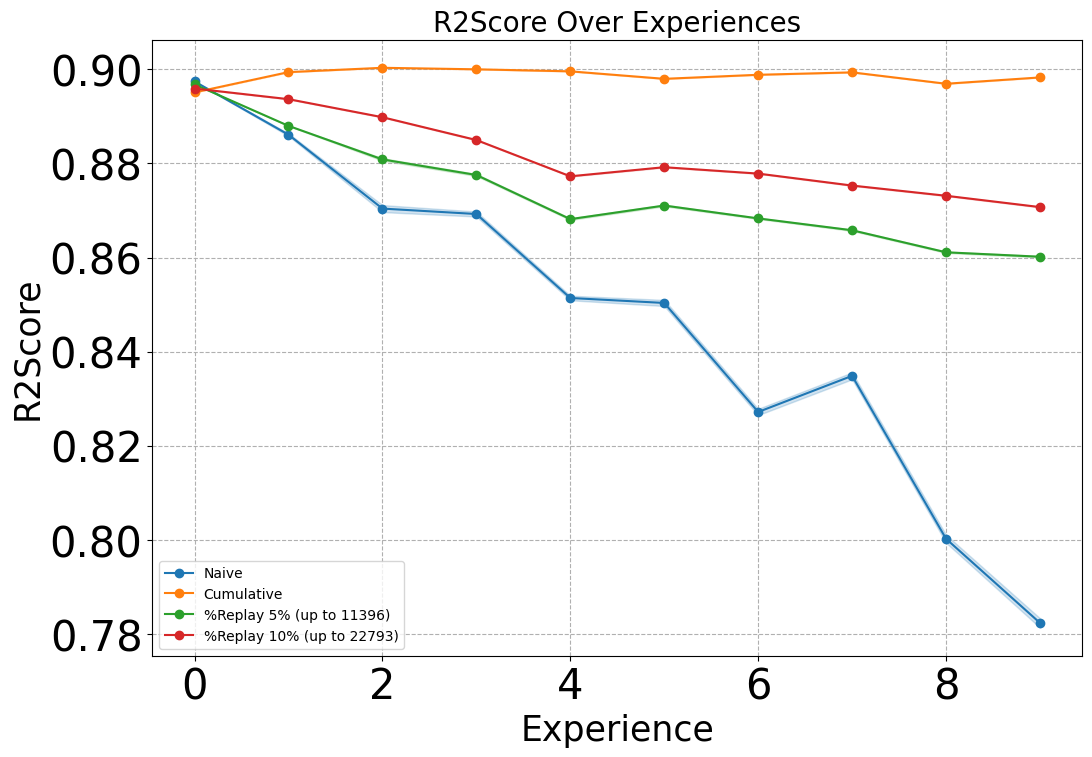 R2Score Over Experiences
0.90
0.88
0.86
0.84
0.82
0.80
0.78
R2Score
Naive
Cumulative
%Replay 5% (up to 11396)
%Replay 10% (up to 22793)
0 2 4 6 8
Experience